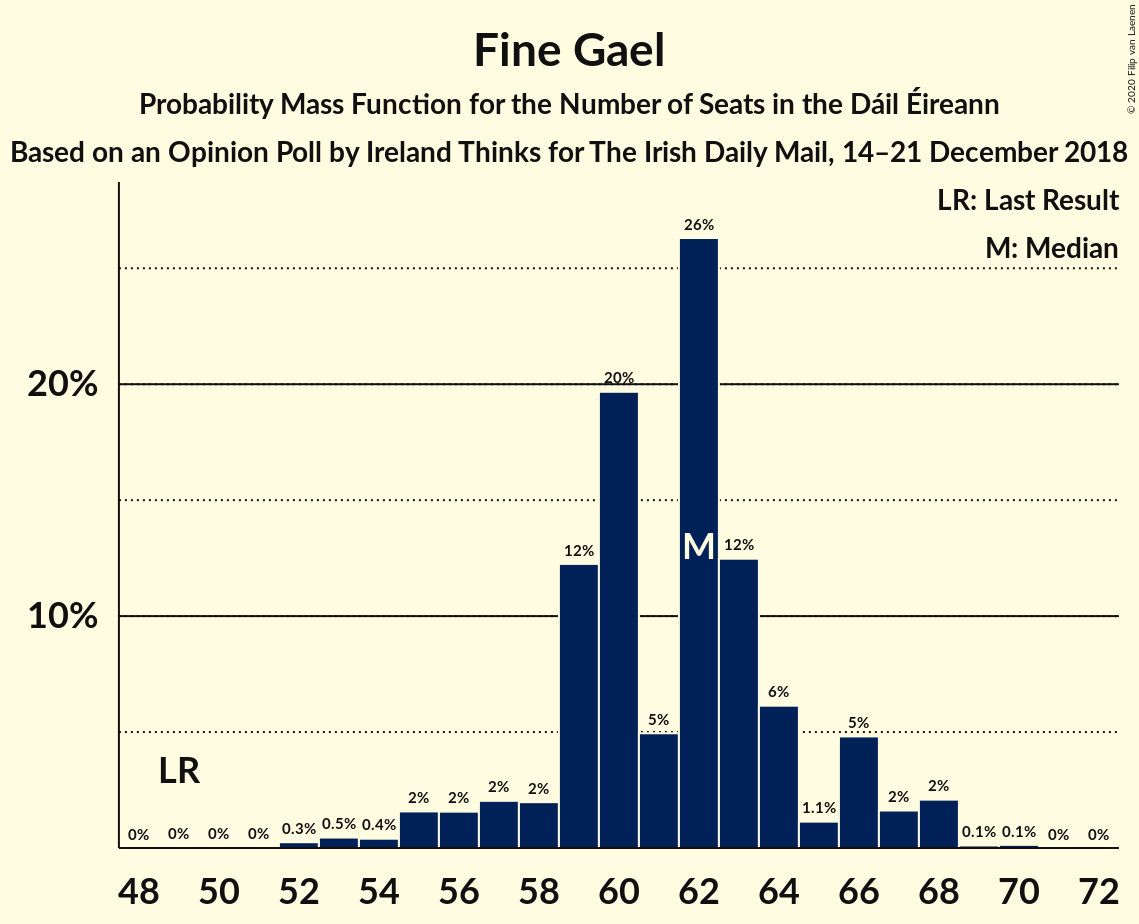 Fine Gael
Probability Mass Function for the Number of Seats in the Dáil Éireann
Based on an Opinion Poll by Ireland Thinks for The Irish Daily Mail, 14–21 December 2018
© 2020 Filip van Laenen
LR: Last Result
M: Median
20%
10%
LR
M
0% 0% 0% 0% 0.3% 0.5% 0.4% 2% 2% 2% 2% 12% 20% 5% 26% 12% 6% 1.1% 5% 2% 2% 0.1% 0.1% 0% 0%
48 50 52 54 56 58 60 62 64 66 68 70 72